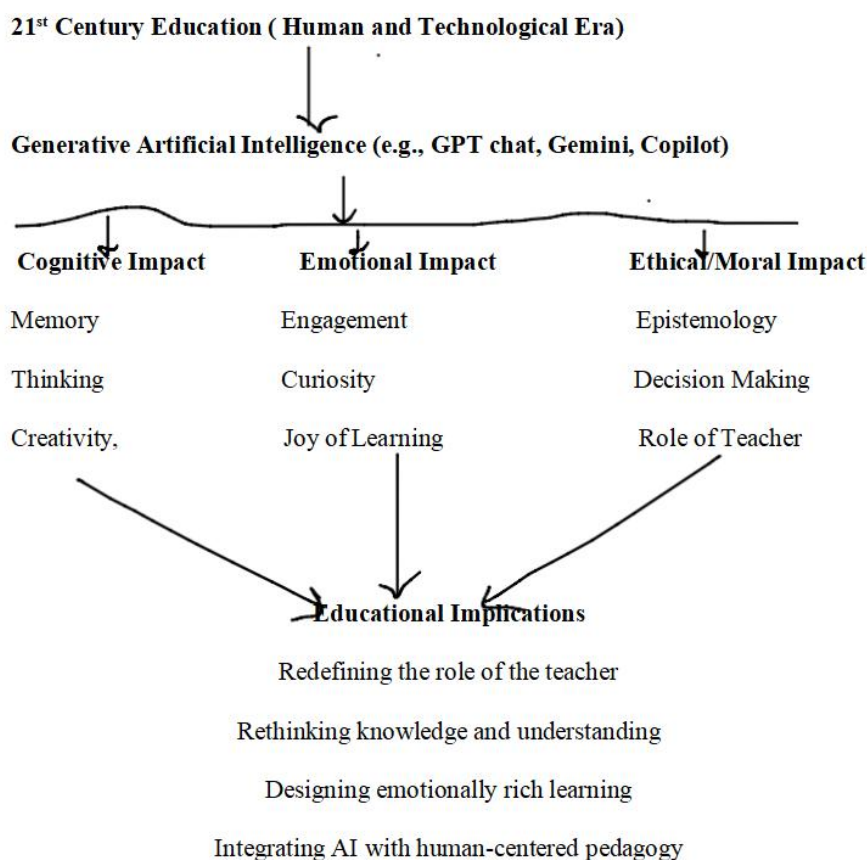 21st Century Education ( Human and Technological Era)
Generative Artificial Intelligence (e.g., GPT chat, Gemini, Copilot)
Cognitive Impact Emotional Impact Ethical/Moral Impact
Memory Engagement Epistemology
Thinking Curiosity Decision Making
Creativity, Joy of Learning Role of Teacher
Educational Implications
Redefining the role of the teacher
Rethinking knowledge and understanding
Designing emotionally rich learning
Integrating AI with human-centered pedagogy